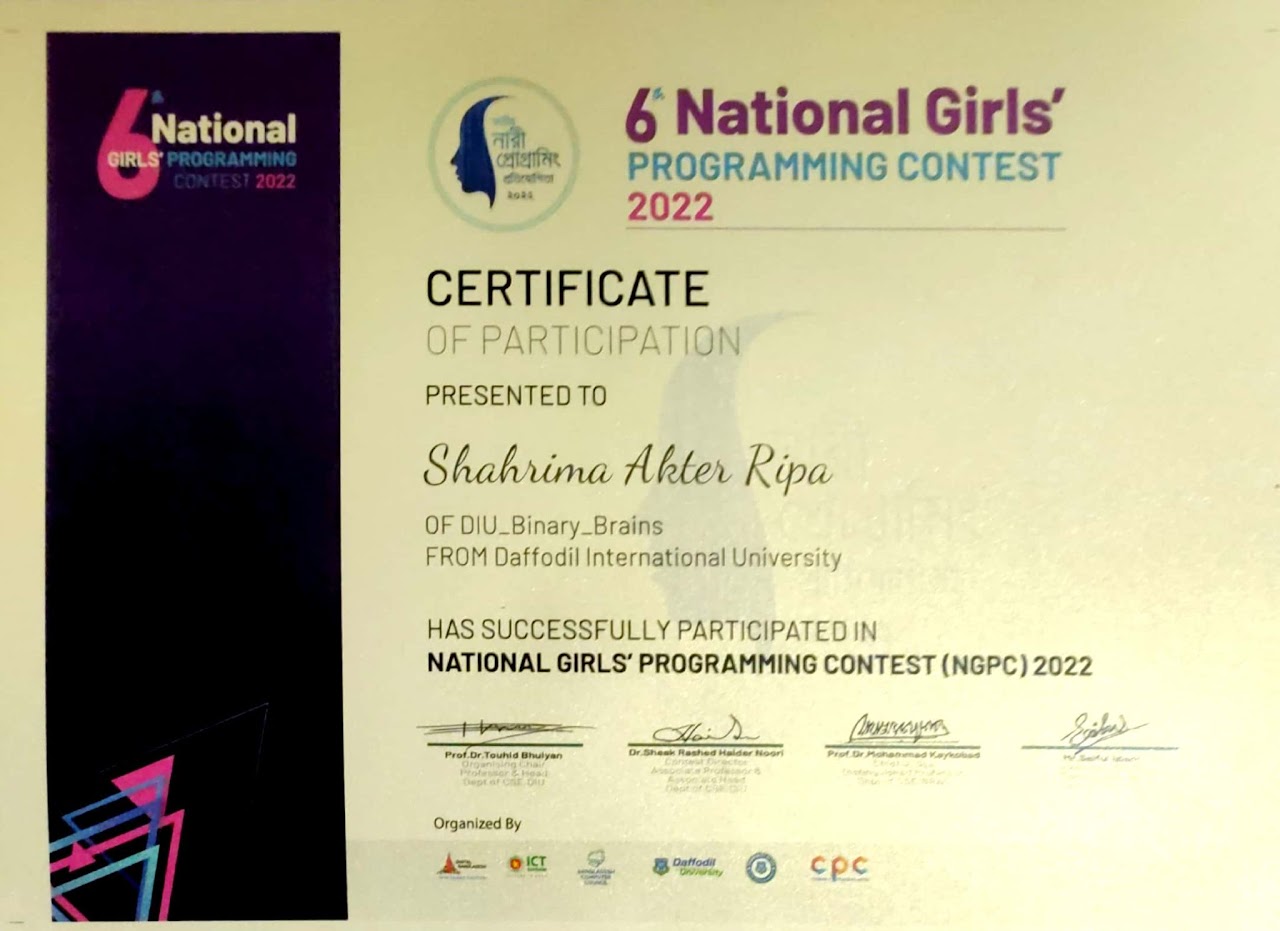 6th National
GIRLS' PROGRAMMING
CONTEST 2022
জাতীয়
নারী
প্রোগ্রামিং
প্রতিযোগিতা
২০২২
6th National Girls'
PROGRAMMING CONTEST
2022
CERTIFICATE
OF PARTICIPATION
PRESENTED TO
Shahrima Akter Ripa
OF DIU_Binary_Brains
FROM Daffodil International University
HAS SUCCESSFULLY PARTICIPATED IN
NATIONAL GIRLS' PROGRAMMING CONTEST (NGPC) 2022
Prof.Dr.Touhid Bhuiyan
Organising Chair
Professor & Head
Dept of CSE, DIU
Dr.Sheak Rashed Haider Noori
Contest Director
Associate Professor &
Associate Head
Dept of CSE, DIU
Prof.Dr.Mohammad Kaykobad
Organized By
ICT
BANGLADESH
COMPUTER
COUNCIL
Daffodil
University
cpc